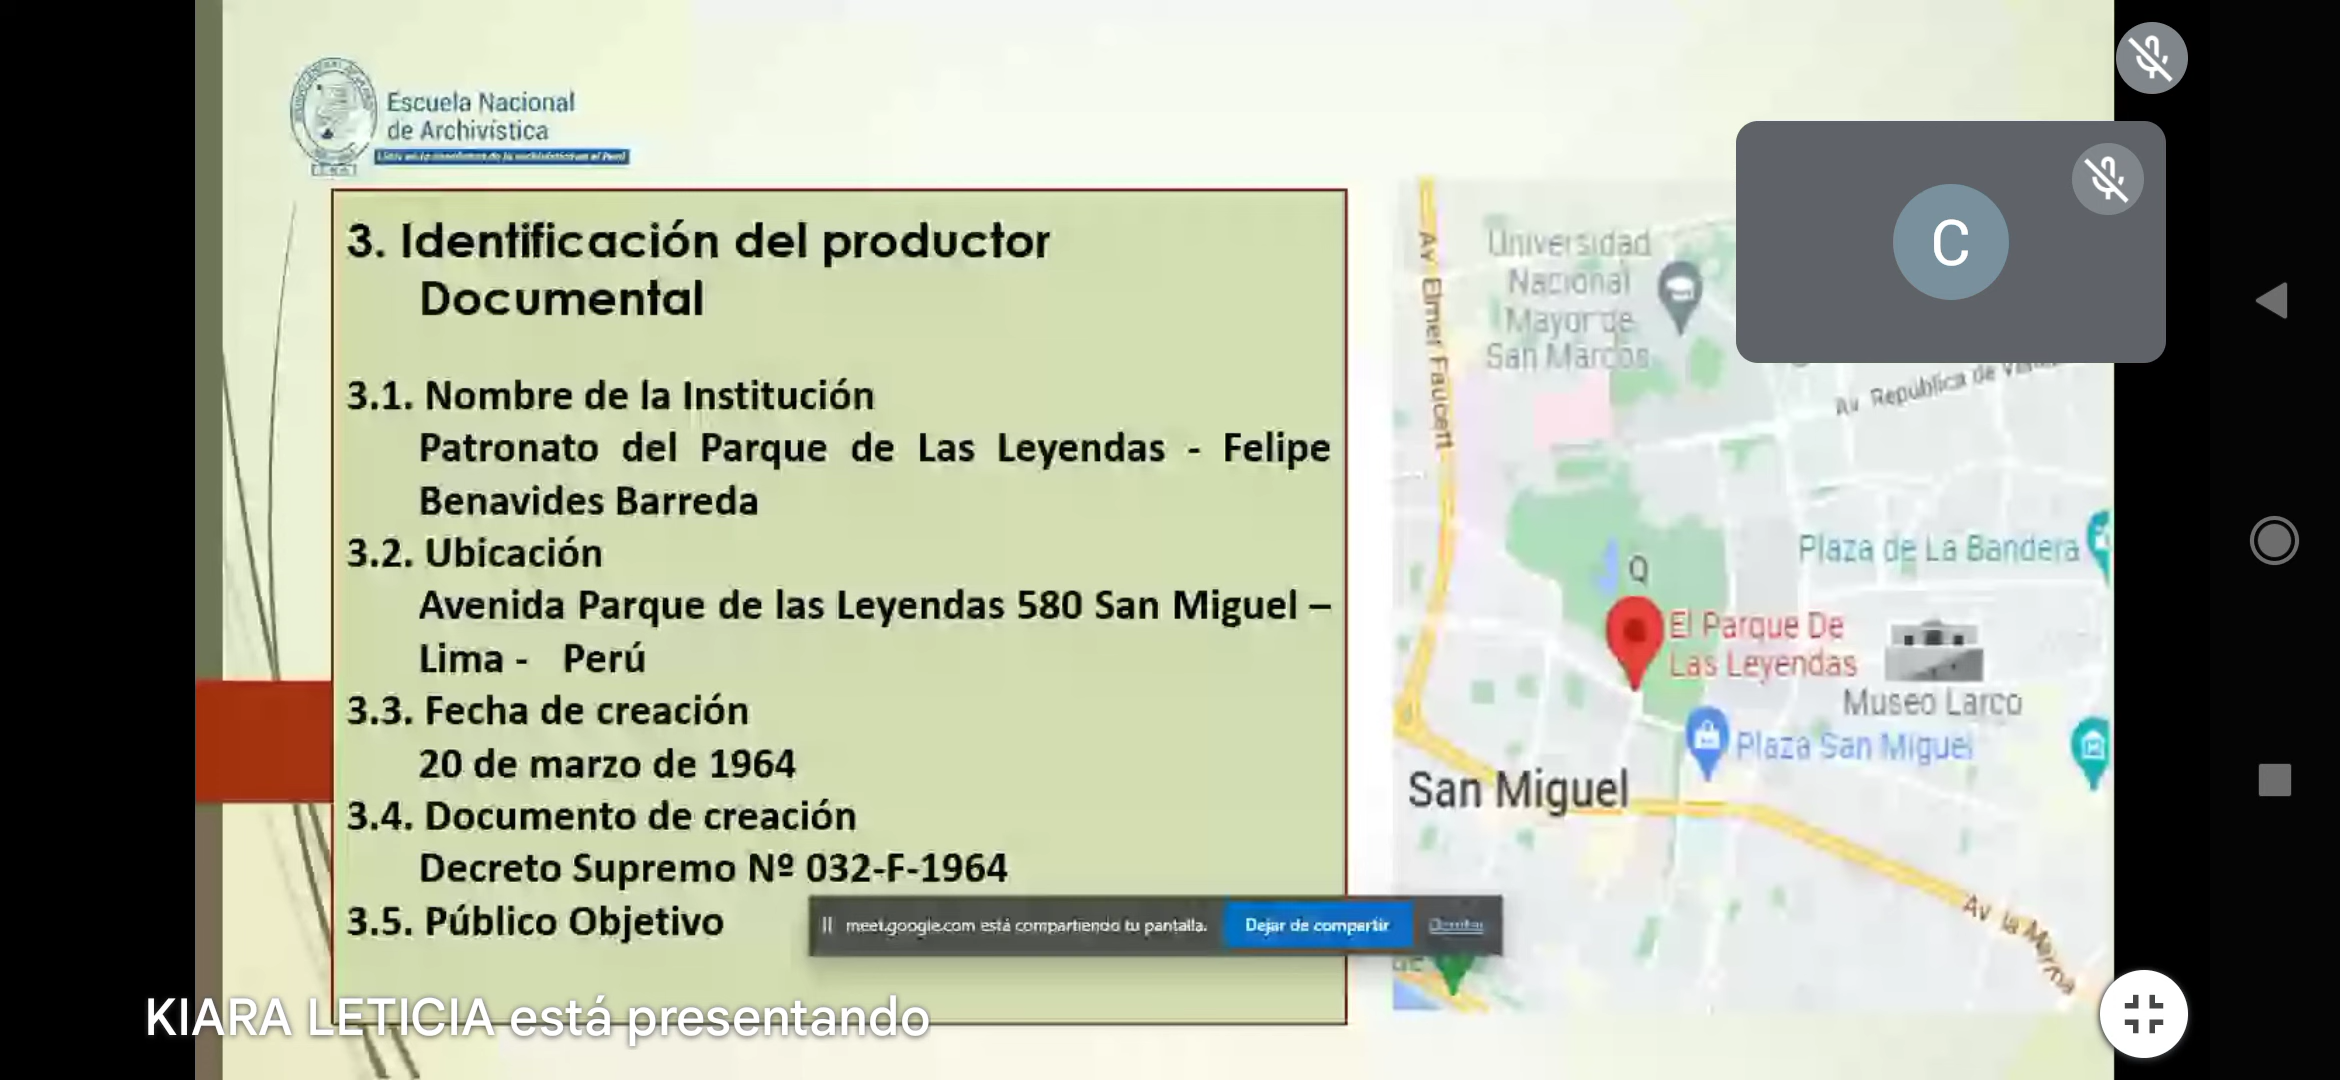 Escuela Nacional
de Archivística
3. Identificación del productor
Documental
3.1. Nombre de la Institución
Patronato del Parque de Las Leyendas - Felipe
Benavides Barreda
3.2. Ubicación
Avenida Parque de las Leyendas 580 San Miguel –
Lima - Perú
3.3. Fecha de creación
20 de marzo de 1964
3.4. Documento de creación
Decreto Supremo Nº 032-F-1964
3.5. Público Objetivo
Av. Elmer Faucett
Universidad
Nacional
Mayor de
San Marcos
C
Av República de
Plaza de La Bandera
El Parque De
Las Leyendas
Museo Larco
Plaza San Miguel
San Miguel
Av la Marina
meet.google.com está compartiendo tu pantalla.
Dejar de compartir
Ocultar
KIARA LETICIA está presentando